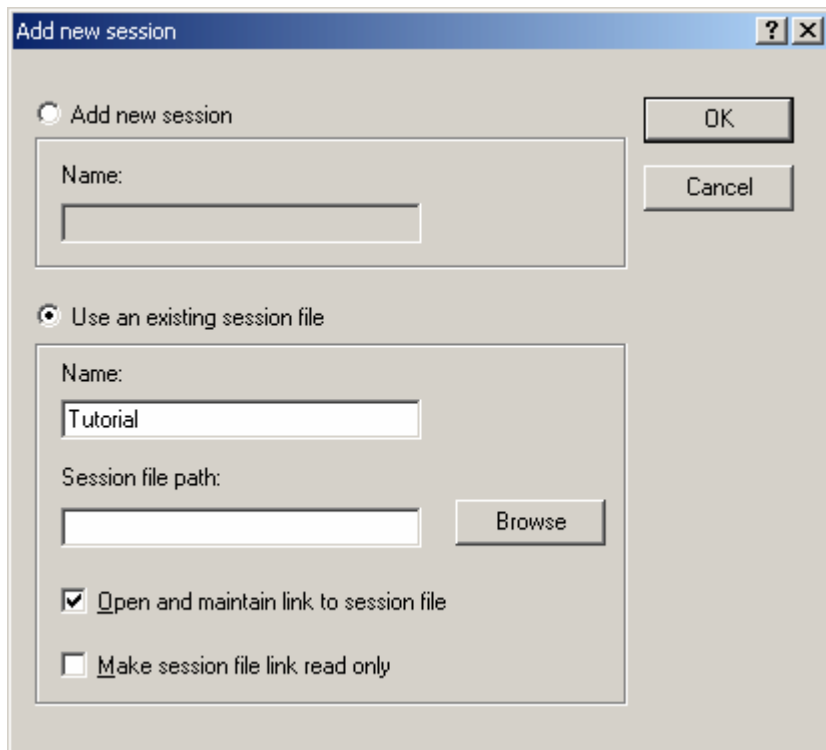 Add new session
Add new session
OK
Name:
Cancel
Use an existing session file
Name:
Tutorial
Session file path:
Browse
Open and maintain link to session file
Make session file link read only